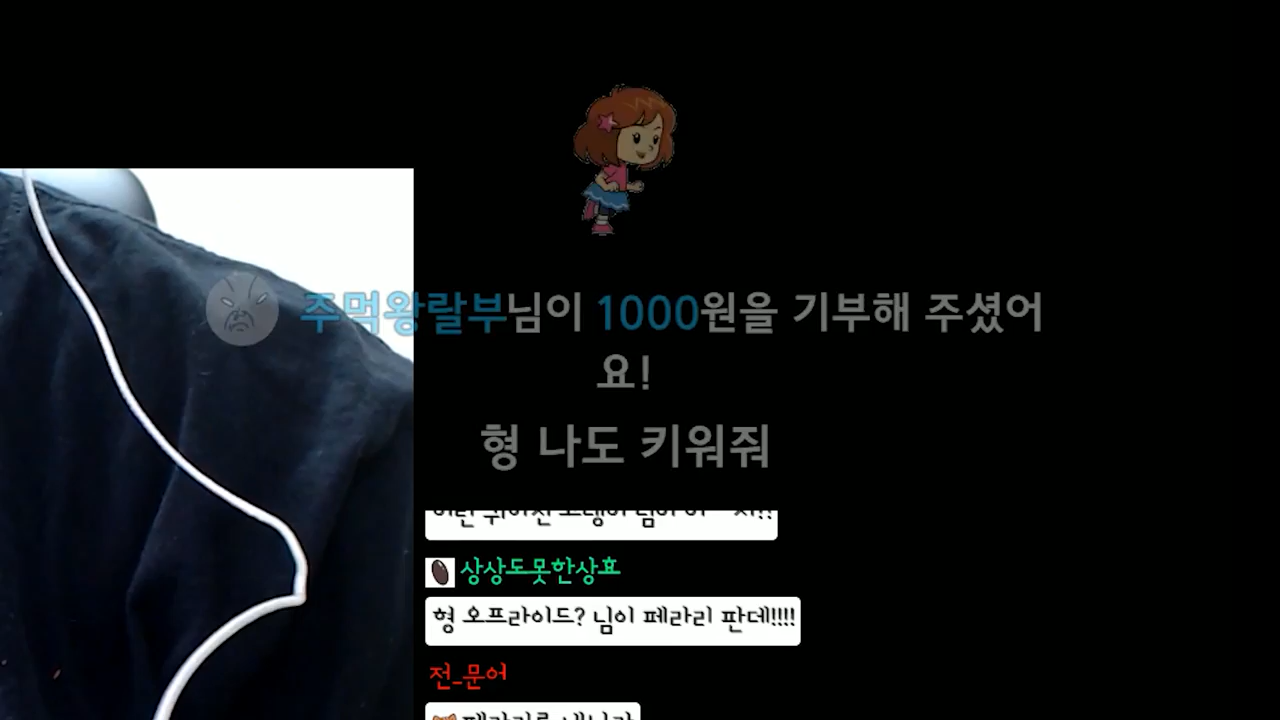 주먹왕랄부님이 1000원을 기부해 주셨어
요!
형 나도 키워줘
상상도못한상효
형 오프라이드? 님이 페라리 판데!!!!
전_문어